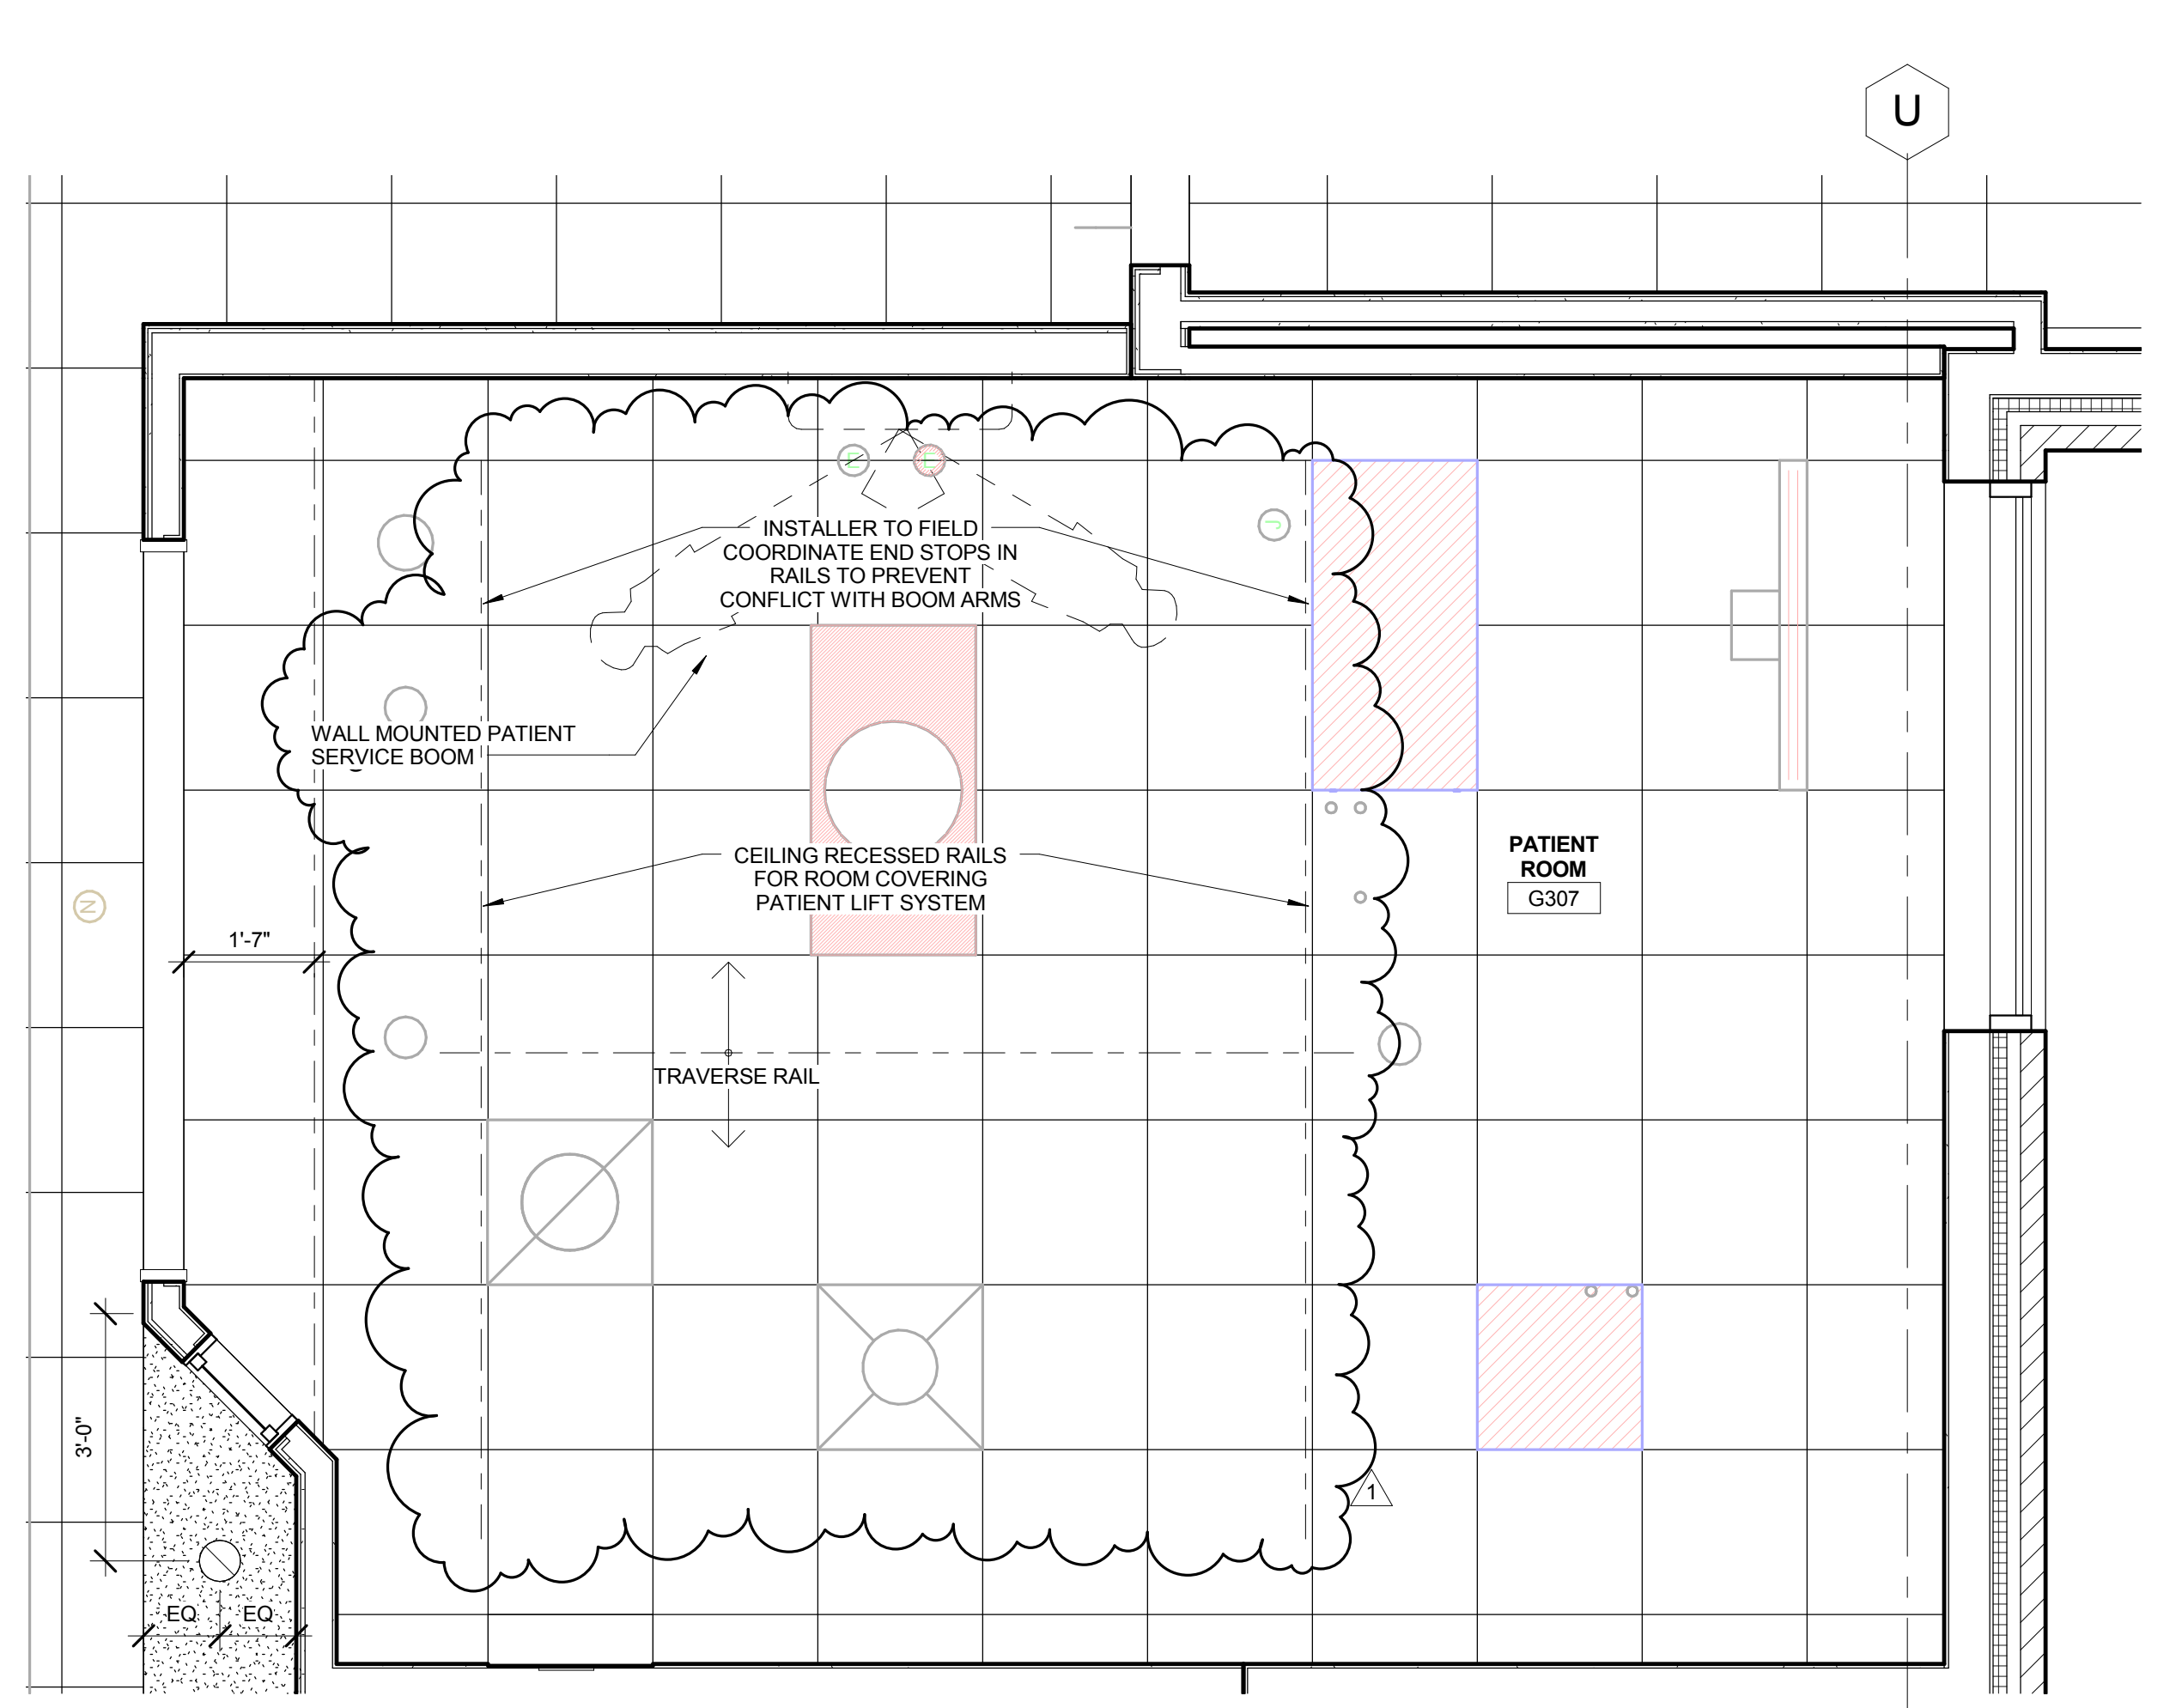 U
E
E
J
INSTALLER TO FIELD
COORDINATE END STOPS IN
RAILS TO PREVENT
CONFLICT WITH BOOM ARMS
WALL MOUNTED PATIENT
SERVICE BOOM
CEILING RECESSED RAILS
FOR ROOM COVERING
PATIENT LIFT SYSTEM
PATIENT
ROOM
G307
N
1'-7"
TRAVERSE RAIL
3'-0"
1
EQ
EQ